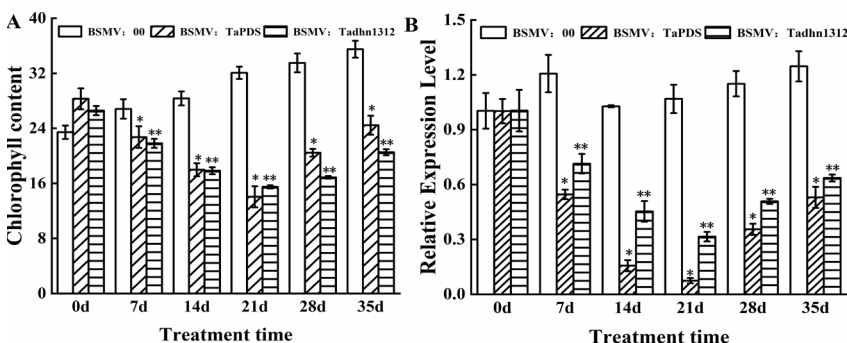 A
BSMV：00 BSMV：TaPDS BSMV：Tadhn1312
Chlorophyll content
40
32
24
16
8
0
* ** * ** * ** * ** * **
0d 7d 14d 21d 28d 35d
Treatment time
B
BSMV：00 BSMV：TaPDS BSMV：Tadhn1312
Relative Expression Level
1.5
1.2
0.9
0.6
0.3
0.0
* ** * ** * ** * ** * **
0d 7d 14d 21d 28d 35d
Treatment time